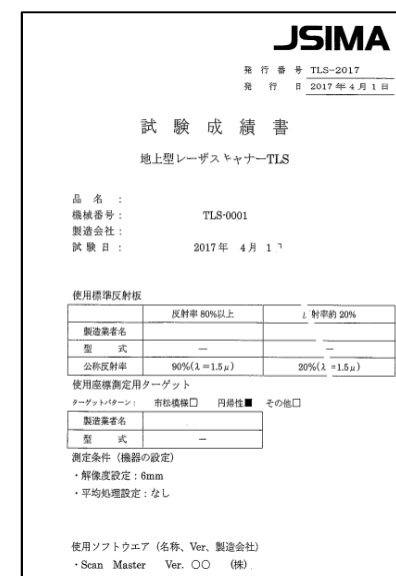 JSIMA
発行番号 TLS-2017
発行日 2017年4月1日
試験成績書
地上型レーザスキャナーTLS
品名：
機械番号： TLS-0001
製造会社：
試験日： 2017年 4月 1
使用標準反射板
反射率80%以上 射率約20%
製造業者名
型式 ― ―
公称反射率 90%(λ=1.5μ) 20%(λ=1.5μ)
使用座標測定用ターゲット
ターゲットパターン： 市松模様□ 円■ その他□
製造業者名
型式 ―
測定条件（機器の設定）
・解像度設定：6mm
・平均処理設定：なし
使用ソフトウエア（名称、Ver、製造会社）
・Scan Master Ver. ○○ （株）